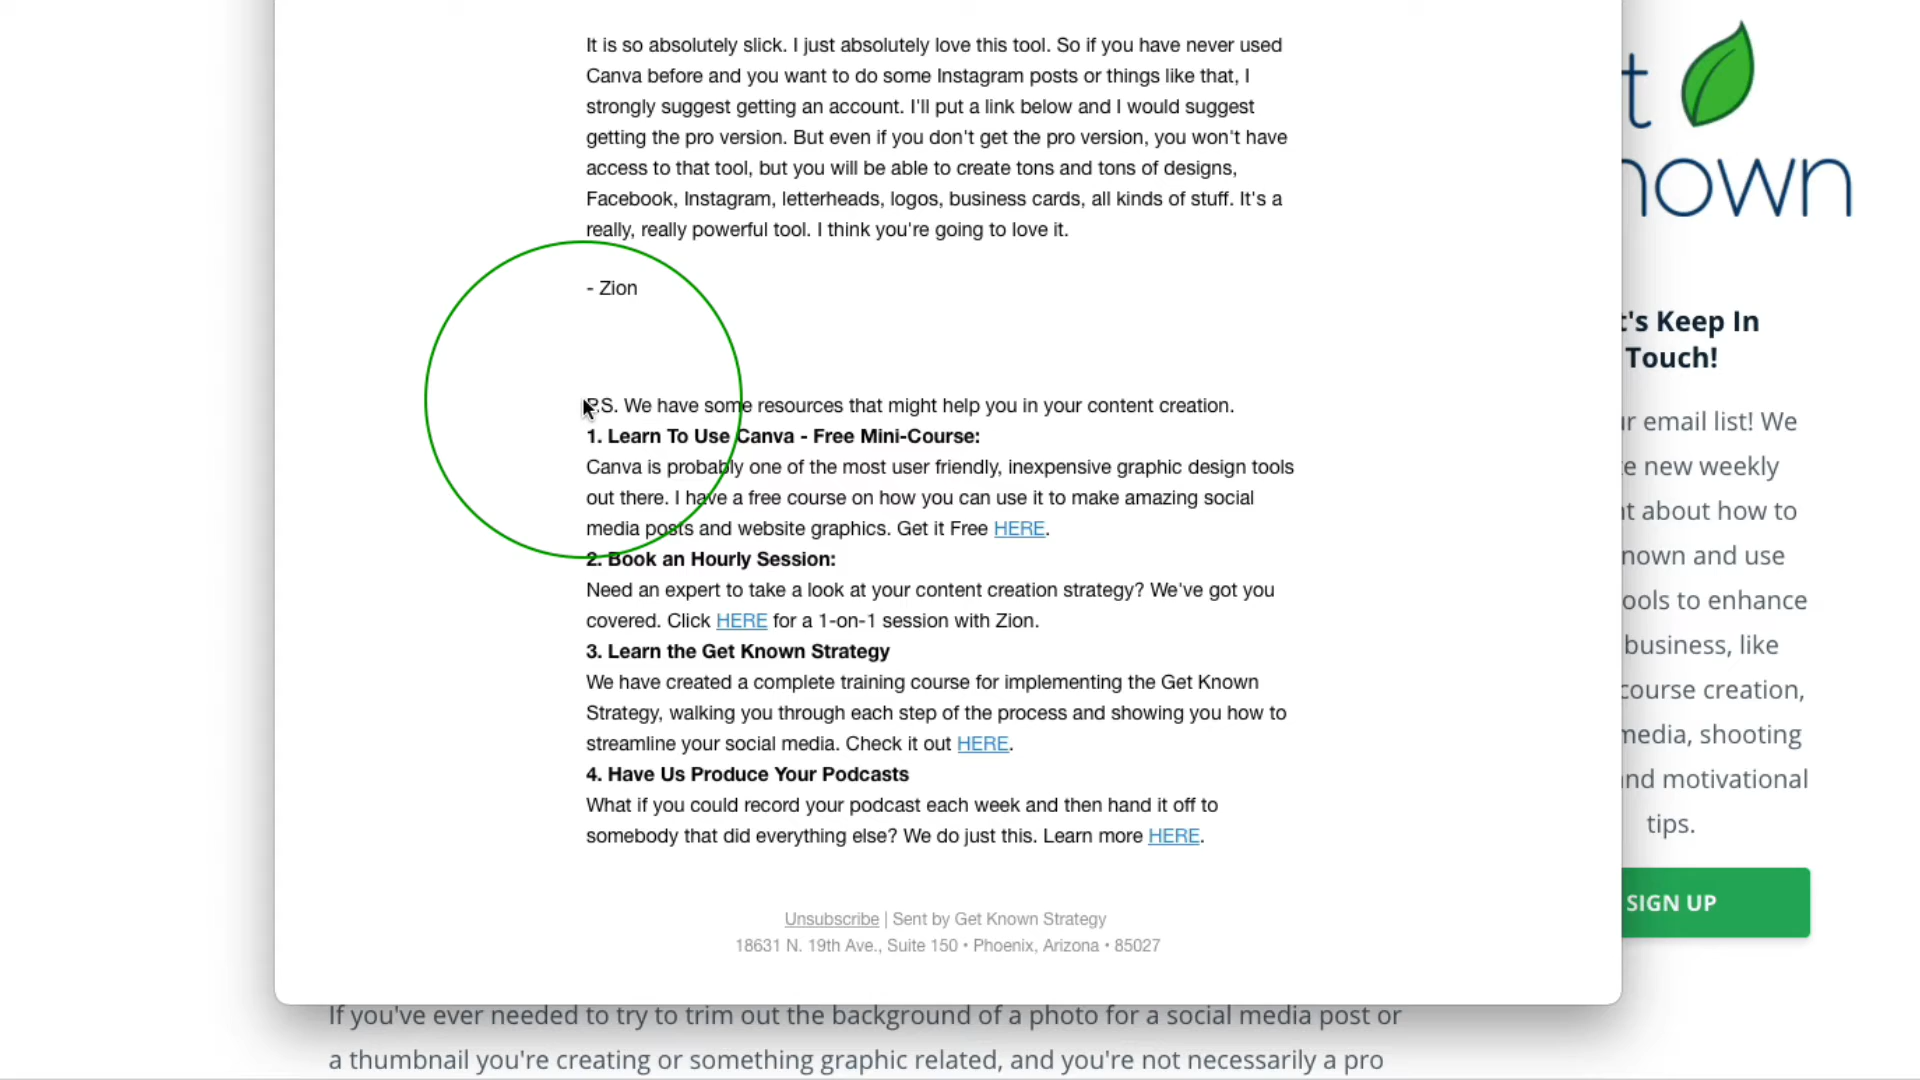 It is so absolutely slick. I just absolutely love this tool. So if you have never used
Canva before and you want to do some Instagram posts or things like that, I
strongly suggest getting an account. I'll put a link below and I would suggest
getting the pro version. But even if you don't get the pro version, you won't have
access to that tool, but you will be able to create tons and tons of designs,
Facebook, Instagram, letterheads, logos, business cards, all kinds of stuff. It's a
really, really powerful tool. I think you're going to love it.
- Zion
P.S. We have some resources that might help you in your content creation.
1. Learn To Use Canva - Free Mini-Course:
Canva is probably one of the most user friendly, inexpensive graphic design tools
out there. I have a free course on how you can use it to make amazing social
media posts and website graphics. Get it Free HERE.
2. Book an Hourly Session:
Need an expert to take a look at your content creation strategy? We've got you
covered. Click HERE for a 1-on-1 session with Zion.
3. Learn the Get Known Strategy
We have created a complete training course for implementing the Get Known
Strategy, walking you through each step of the process and showing you how to
streamline your social media. Check it out HERE.
4. Have Us Produce Your Podcasts
What if you could record your podcast each week and then hand it off to
somebody that did everything else? We do just this. Learn more HERE.
Unsubscribe | Sent by Get Known Strategy
18631 N. 19th Ave., Suite 150 • Phoenix, Arizona • 85027
If you've ever needed to try to trim out the background of a photo for a social media post or
a thumbnail you're creating or something graphic related, and you're not necessarily a pro
t
nown
t's Keep In
Touch!
r email list! We
e new weekly
t about how to
nown and use
ools to enhance
business, like
course creation,
media, shooting
nd motivational
tips.
SIGN UP